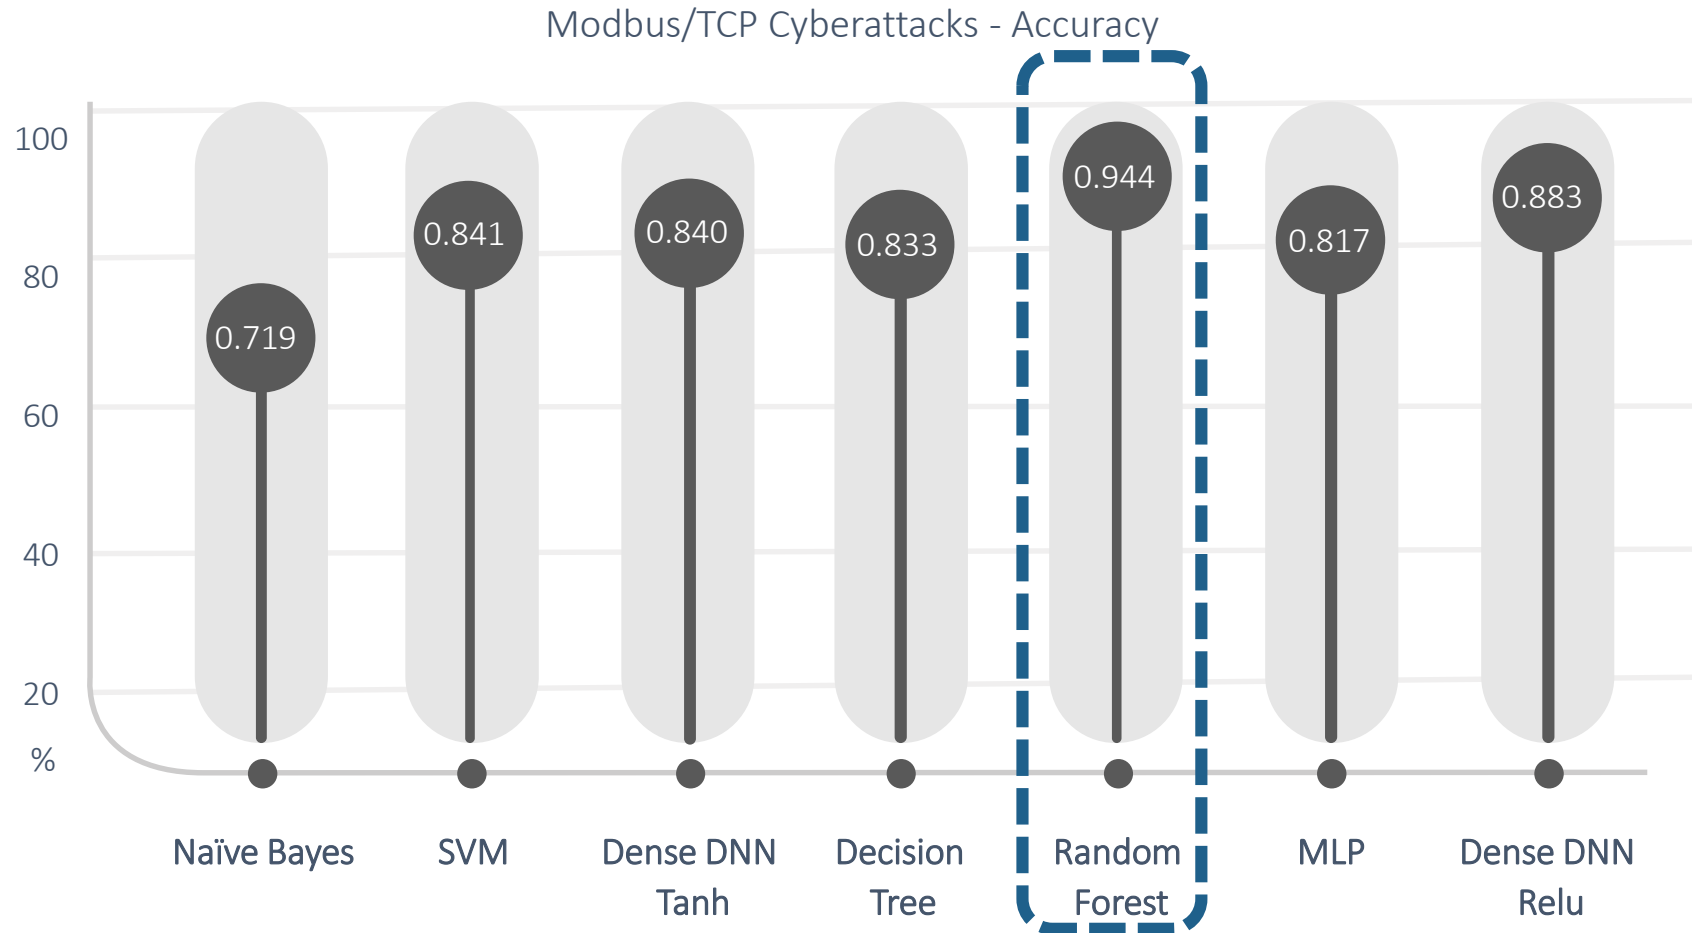 Modbus/TCP Cyberattacks - Accuracy
100
80
60
40
20
%
0.719
0.841
0.840
0.833
0.944
0.817
0.883
Naïve Bayes
SVM
Dense DNN
Tanh
Decision
Tree
Random
Forest
MLP
Dense DNN
Relu